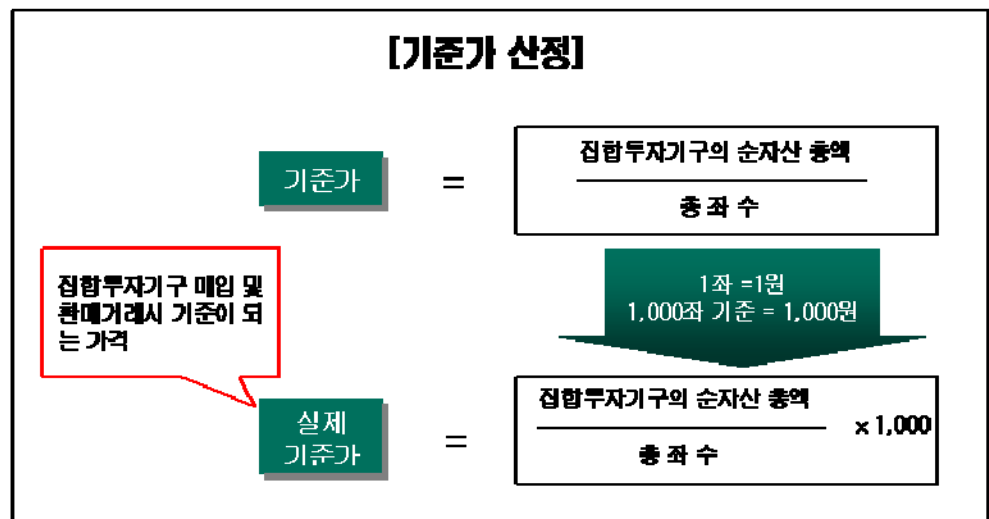 [기준가 산정]
기준가
=
집합투자기구의 순자산 총액
총 좌 수
집합투자기구 매입 및
환매거래시 기준이 되
는 가격
1좌 =1원
1,000좌 기준 = 1,000원
실제
기준가
=
집합투자기구의 순자산 총액
총 좌 수
x 1,000